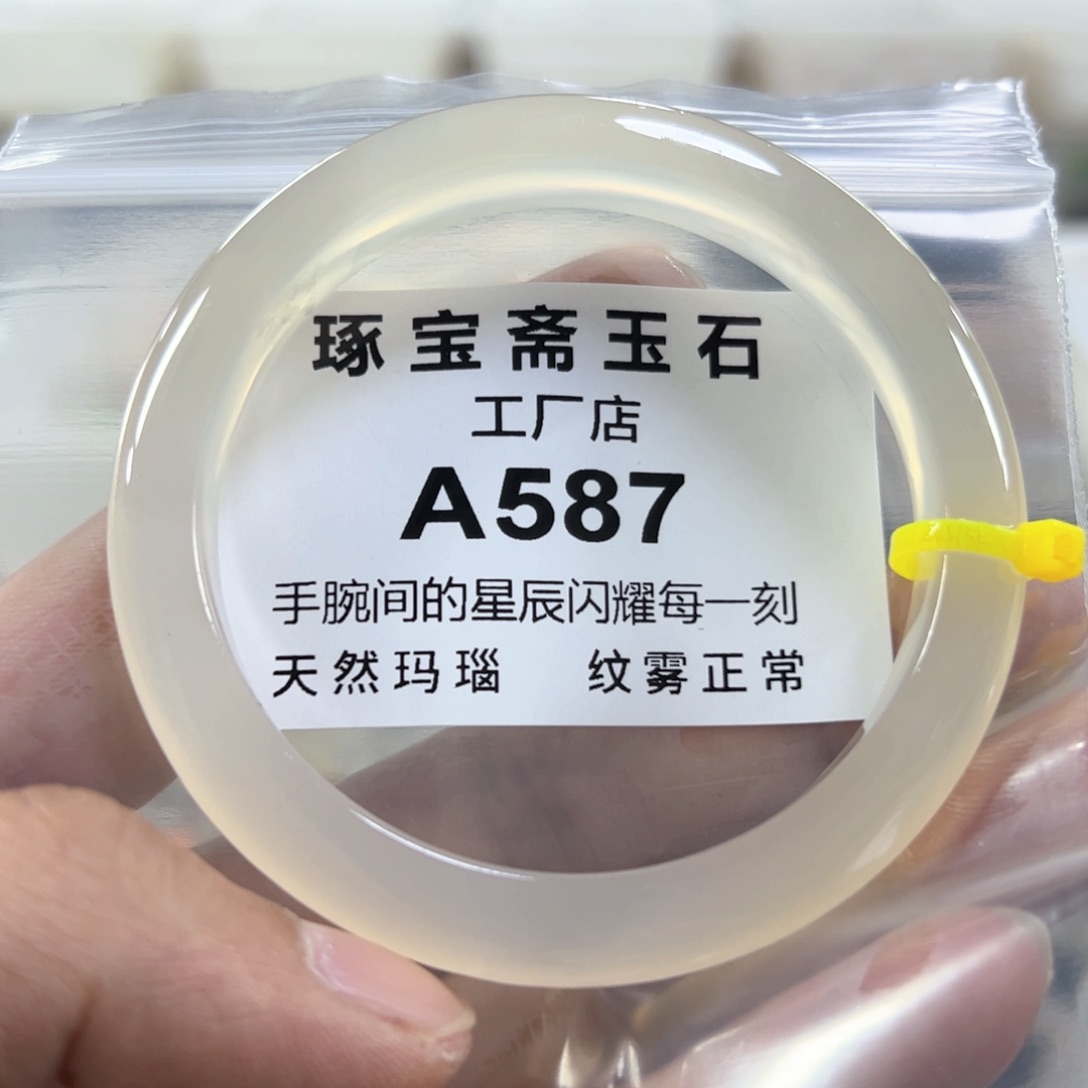 琢宝斋玉石
工厂店
A587
手腕间的星辰闪耀每一刻
天然玛瑙 纹雾正常